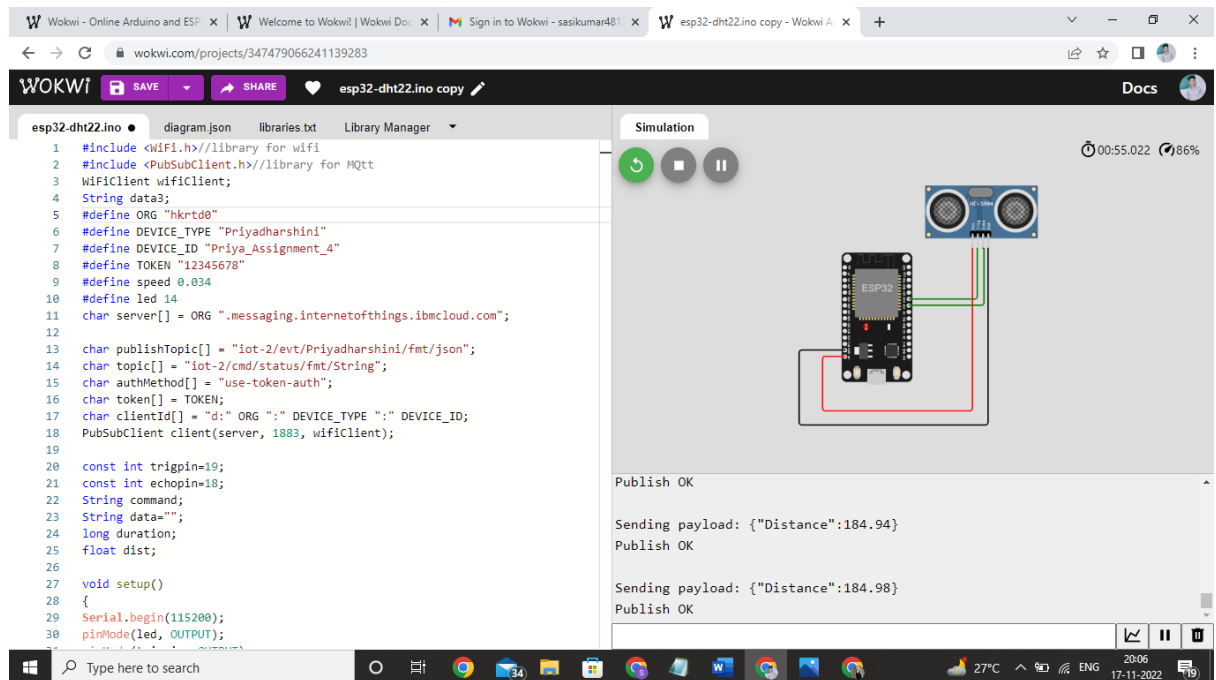 Wokwi - Online Arduino and ESP
Welcome to Wokwi! | Wokwi Doc
Sign in to Wokwi - sasikumar481
esp32-dht22.ino copy - Wokwi A
wokwi.com/projects/347479066241139283
WOKWI
SAVE
SHARE
esp32-dht22.ino copy
Docs
esp32-dht22.ino
diagram.json
libraries.txt
Library Manager
1 #include <WiFi.h>//library for wifi
2 #include <PubSubClient.h>//library for MQtt
3 WiFiClient wifiClient;
4 String data3;
5 #define ORG "hkrtd0"
6 #define DEVICE_TYPE "Priyadharshini"
7 #define DEVICE_ID "Priya_Assignment_4"
8 #define TOKEN "12345678"
9 #define speed 0.034
10 #define led 14
11 char server[] = ORG ".messaging.internetofthings.ibmcloud.com";
12
13 char publishTopic[] = "iot-2/evt/Priyadharshini/fmt/json";
14 char topic[] = "iot-2/cmd/status/fmt/String";
15 char authMethod[] = "use-token-auth";
16 char token[] = TOKEN;
17 char clientId[] = "d:" ORG ":" DEVICE_TYPE ":" DEVICE_ID;
18 PubSubClient client(server, 1883, wifiClient);
19
20 const int trigpin=19;
21 const int echopin=18;
22 String command;
23 String data="";
24 long duration;
25 float dist;
26
27 void setup()
28 {
29 Serial.begin(115200);
30 pinMode(led, OUTPUT);
Simulation
00:55.022 86%
HC-SR04
ESP32
Publish OK
Sending payload: {"Distance":184.94}
Publish OK
Sending payload: {"Distance":184.98}
Publish OK
Type here to search
34
27°C
ENG
20:06
17-11-2022
19